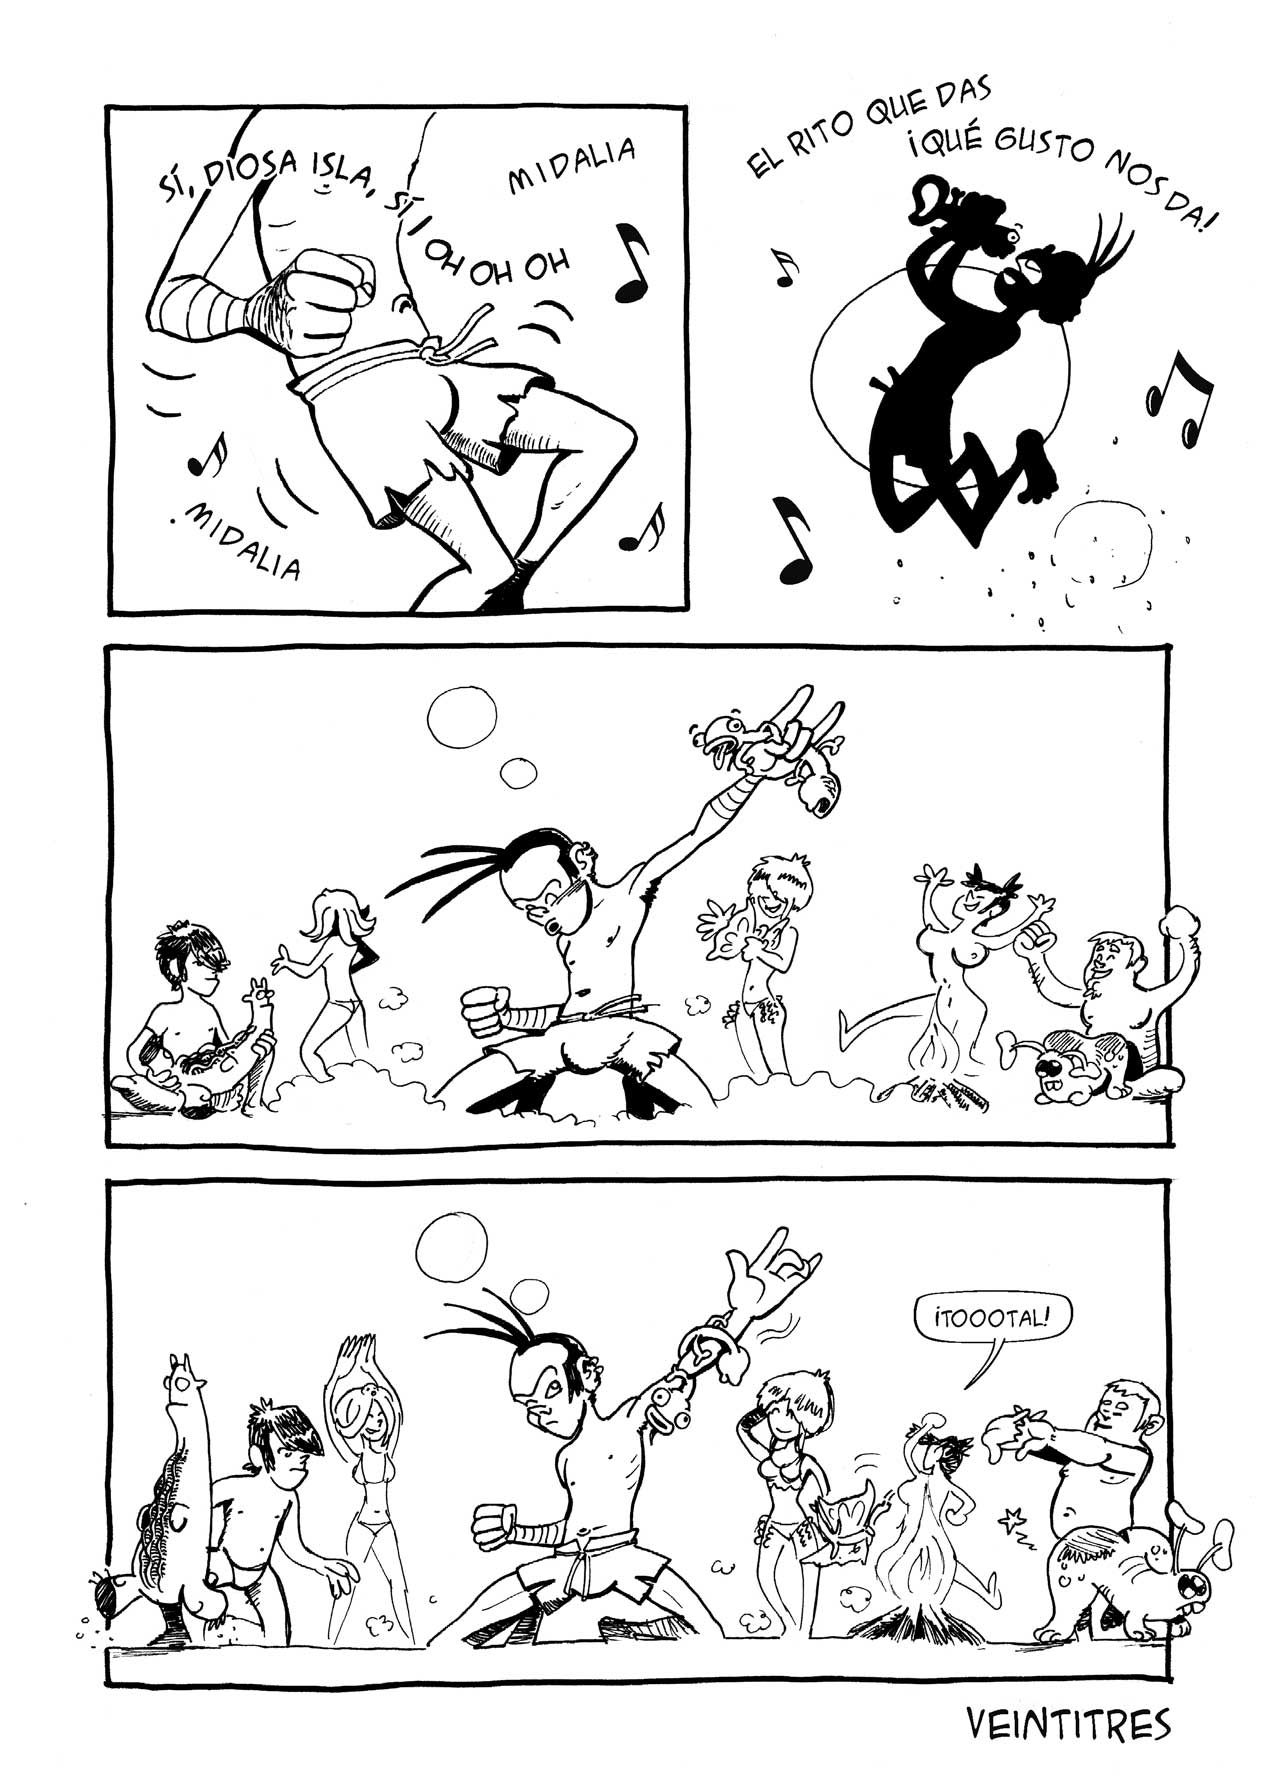 SÍ, DIOSA ISLA, SÍ! OH OH OH
MIDALIA
MIDALIA
EL RITO QUE DAS
¡QUÉ GUSTO NOS DA!
¡TOOOTAL!
VEINTITRES